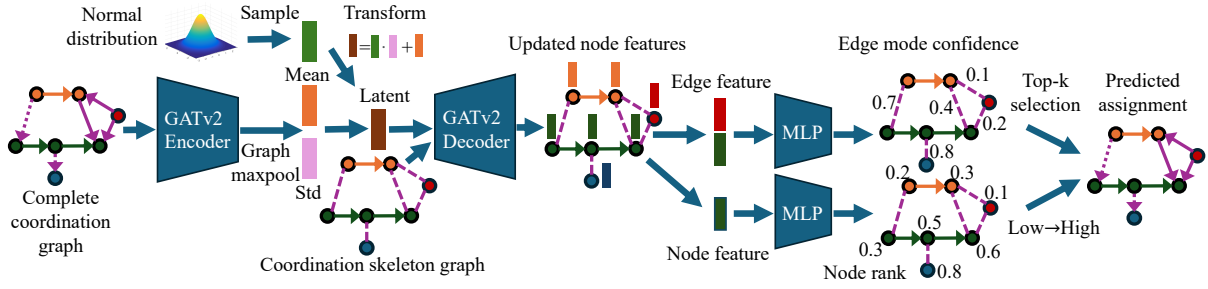 Normal
distribution
Sample
Transform
= · +
Mean
Complete
coordination
graph
GATv2
Encoder
Graph
maxpool
Std
Latent
Coordination skeleton graph
GATv2
Decoder
Updated node features
Edge feature
Node feature
MLP
MLP
Edge mode confidence
0.1
0.7
0.4
0.2
0.8
0.2
0.3
0.1
0.5
0.3
0.6
0.8
Node rank
Top-k
selection
Low→High
Predicted
assignment